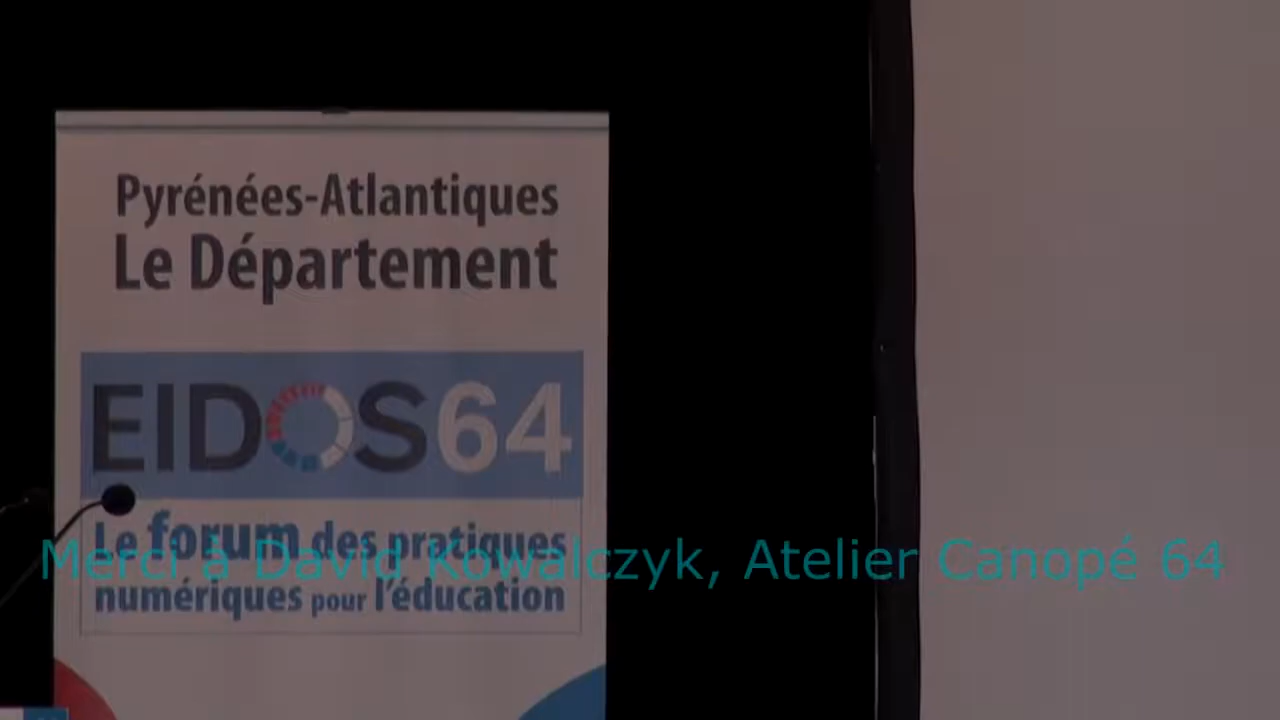 Pyrénées-Atlantiques
Le Département
EIDOS64
Le forum des pratiques
Merci à David Kowalczyk, Atelier Canopé 64
numériques pour l'éducation